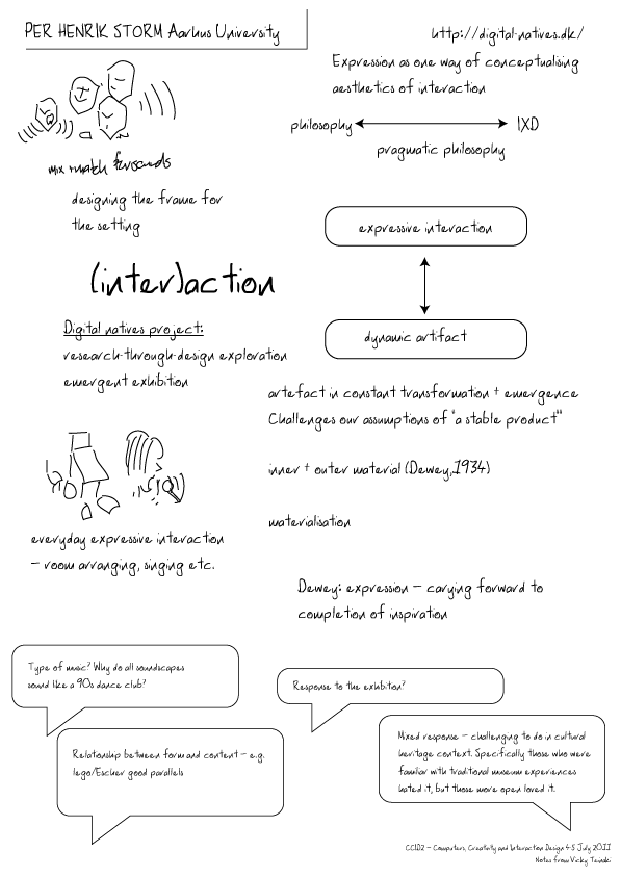 PER HENRIK STORM Aarhus University
http://digital-natives.dk/
Expression as one way of conceptualising
aesthetics of interaction
philosophy
IXD
pragmatic philosophy
mix match
designing the frame for
the setting
expressive interaction
dynamic artifact
(inter)action
Digital natives project:
research-through-design exploration
emergent exhibition
artefact in constant transformation + emergence
Challenges our assumptions of "a stable product"
inner + outer material (Dewey, 1934)
materialisation
everyday expressive interaction
- room arranging, singing etc.
Dewey: expression - carying forward to
completion of inspiration
Type of music? Why do all soundscapes
sound like a 90s dance club?
Relationship between form and content - e.g.
lego/Escher good parallels
Response to the exhibiton?
Mixed response - challenging to do in cultural
heritage context. Specifically those who were
familiar with traditional museum experiences
hated it, but those more open loved it.
CCID2 - Computers, Creativity and Interaction Design 4-5 July 2011
Notes from Vicky Teinaki